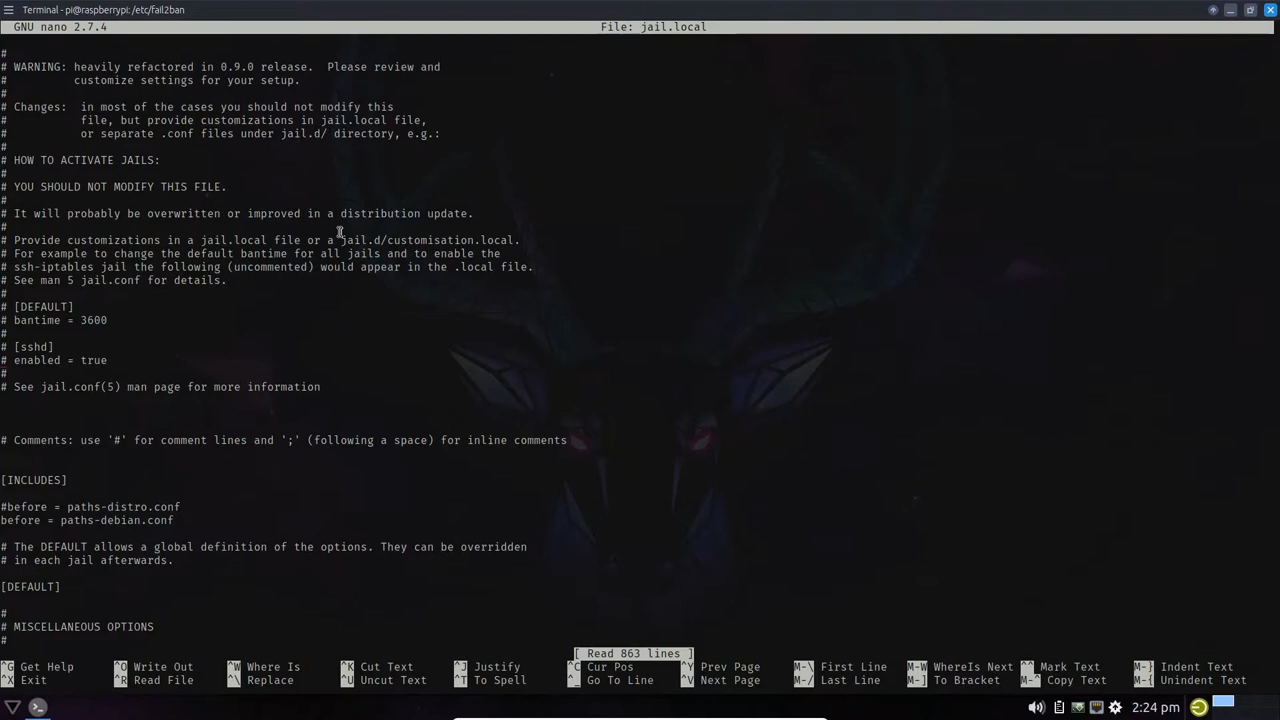 Terminal - pi@raspberrypi: /etc/fail2ban
GNU nano 2.7.4 File: jail.local
#
# WARNING: heavily refactored in 0.9.0 release.  Please review and
#          customize settings for your setup.
#
# Changes:  in most of the cases you should not modify this
#           file, but provide customizations in jail.local file,
#           or separate .conf files under jail.d/ directory, e.g.:
#
# HOW TO ACTIVATE JAILS:
#
# YOU SHOULD NOT MODIFY THIS FILE.
#
# It will probably be overwritten or improved in a distribution update.
#
# Provide customizations in a jail.local file or a jail.d/customisation.local.
# For example to change the default bantime for all jails and to enable the
# ssh-iptables jail the following (uncommented) would appear in the .local file.
# See man 5 jail.conf for details.
#
# [DEFAULT]
# bantime = 3600
#
# [sshd]
# enabled = true
#
# See jail.conf(5) man page for more information
# Comments: use '#' for comment lines and ';' (following a space) for inline comments
[INCLUDES]
#before = paths-distro.conf
before = paths-debian.conf
# The DEFAULT allows a global definition of the options. They can be overridden
# in each jail afterwards.
[DEFAULT]
#
# MISCELLANEOUS OPTIONS
#
[ Read 863 lines ]
^G Get Help ^O Write Out ^W Where Is ^K Cut Text ^J Justify ^C Cur Pos ^Y Prev Page M-\ First Line M-W WhereIs Next ^^ Mark Text M-} Indent Text
^X Exit ^R Read File ^\ Replace ^U Uncut Text ^T To Spell ^_ Go To Line ^V Next Page M-/ Last Line M-] To Bracket M-^ Copy Text M-{ Unindent Text
2:24 pm